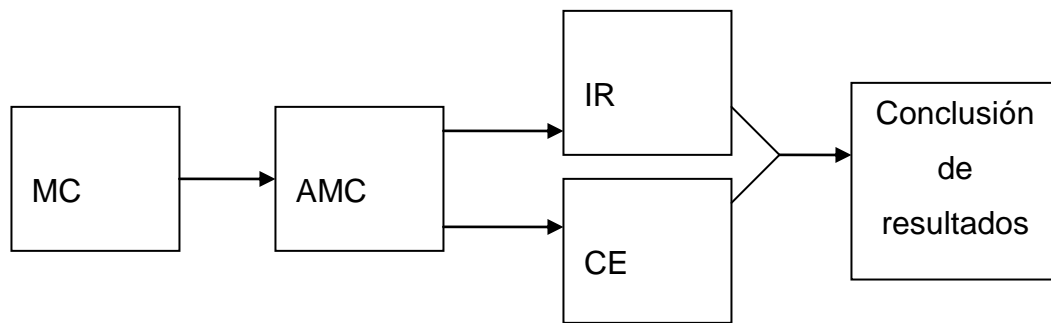 MC
AMC
IR
CE
Conclusión
de
resultados